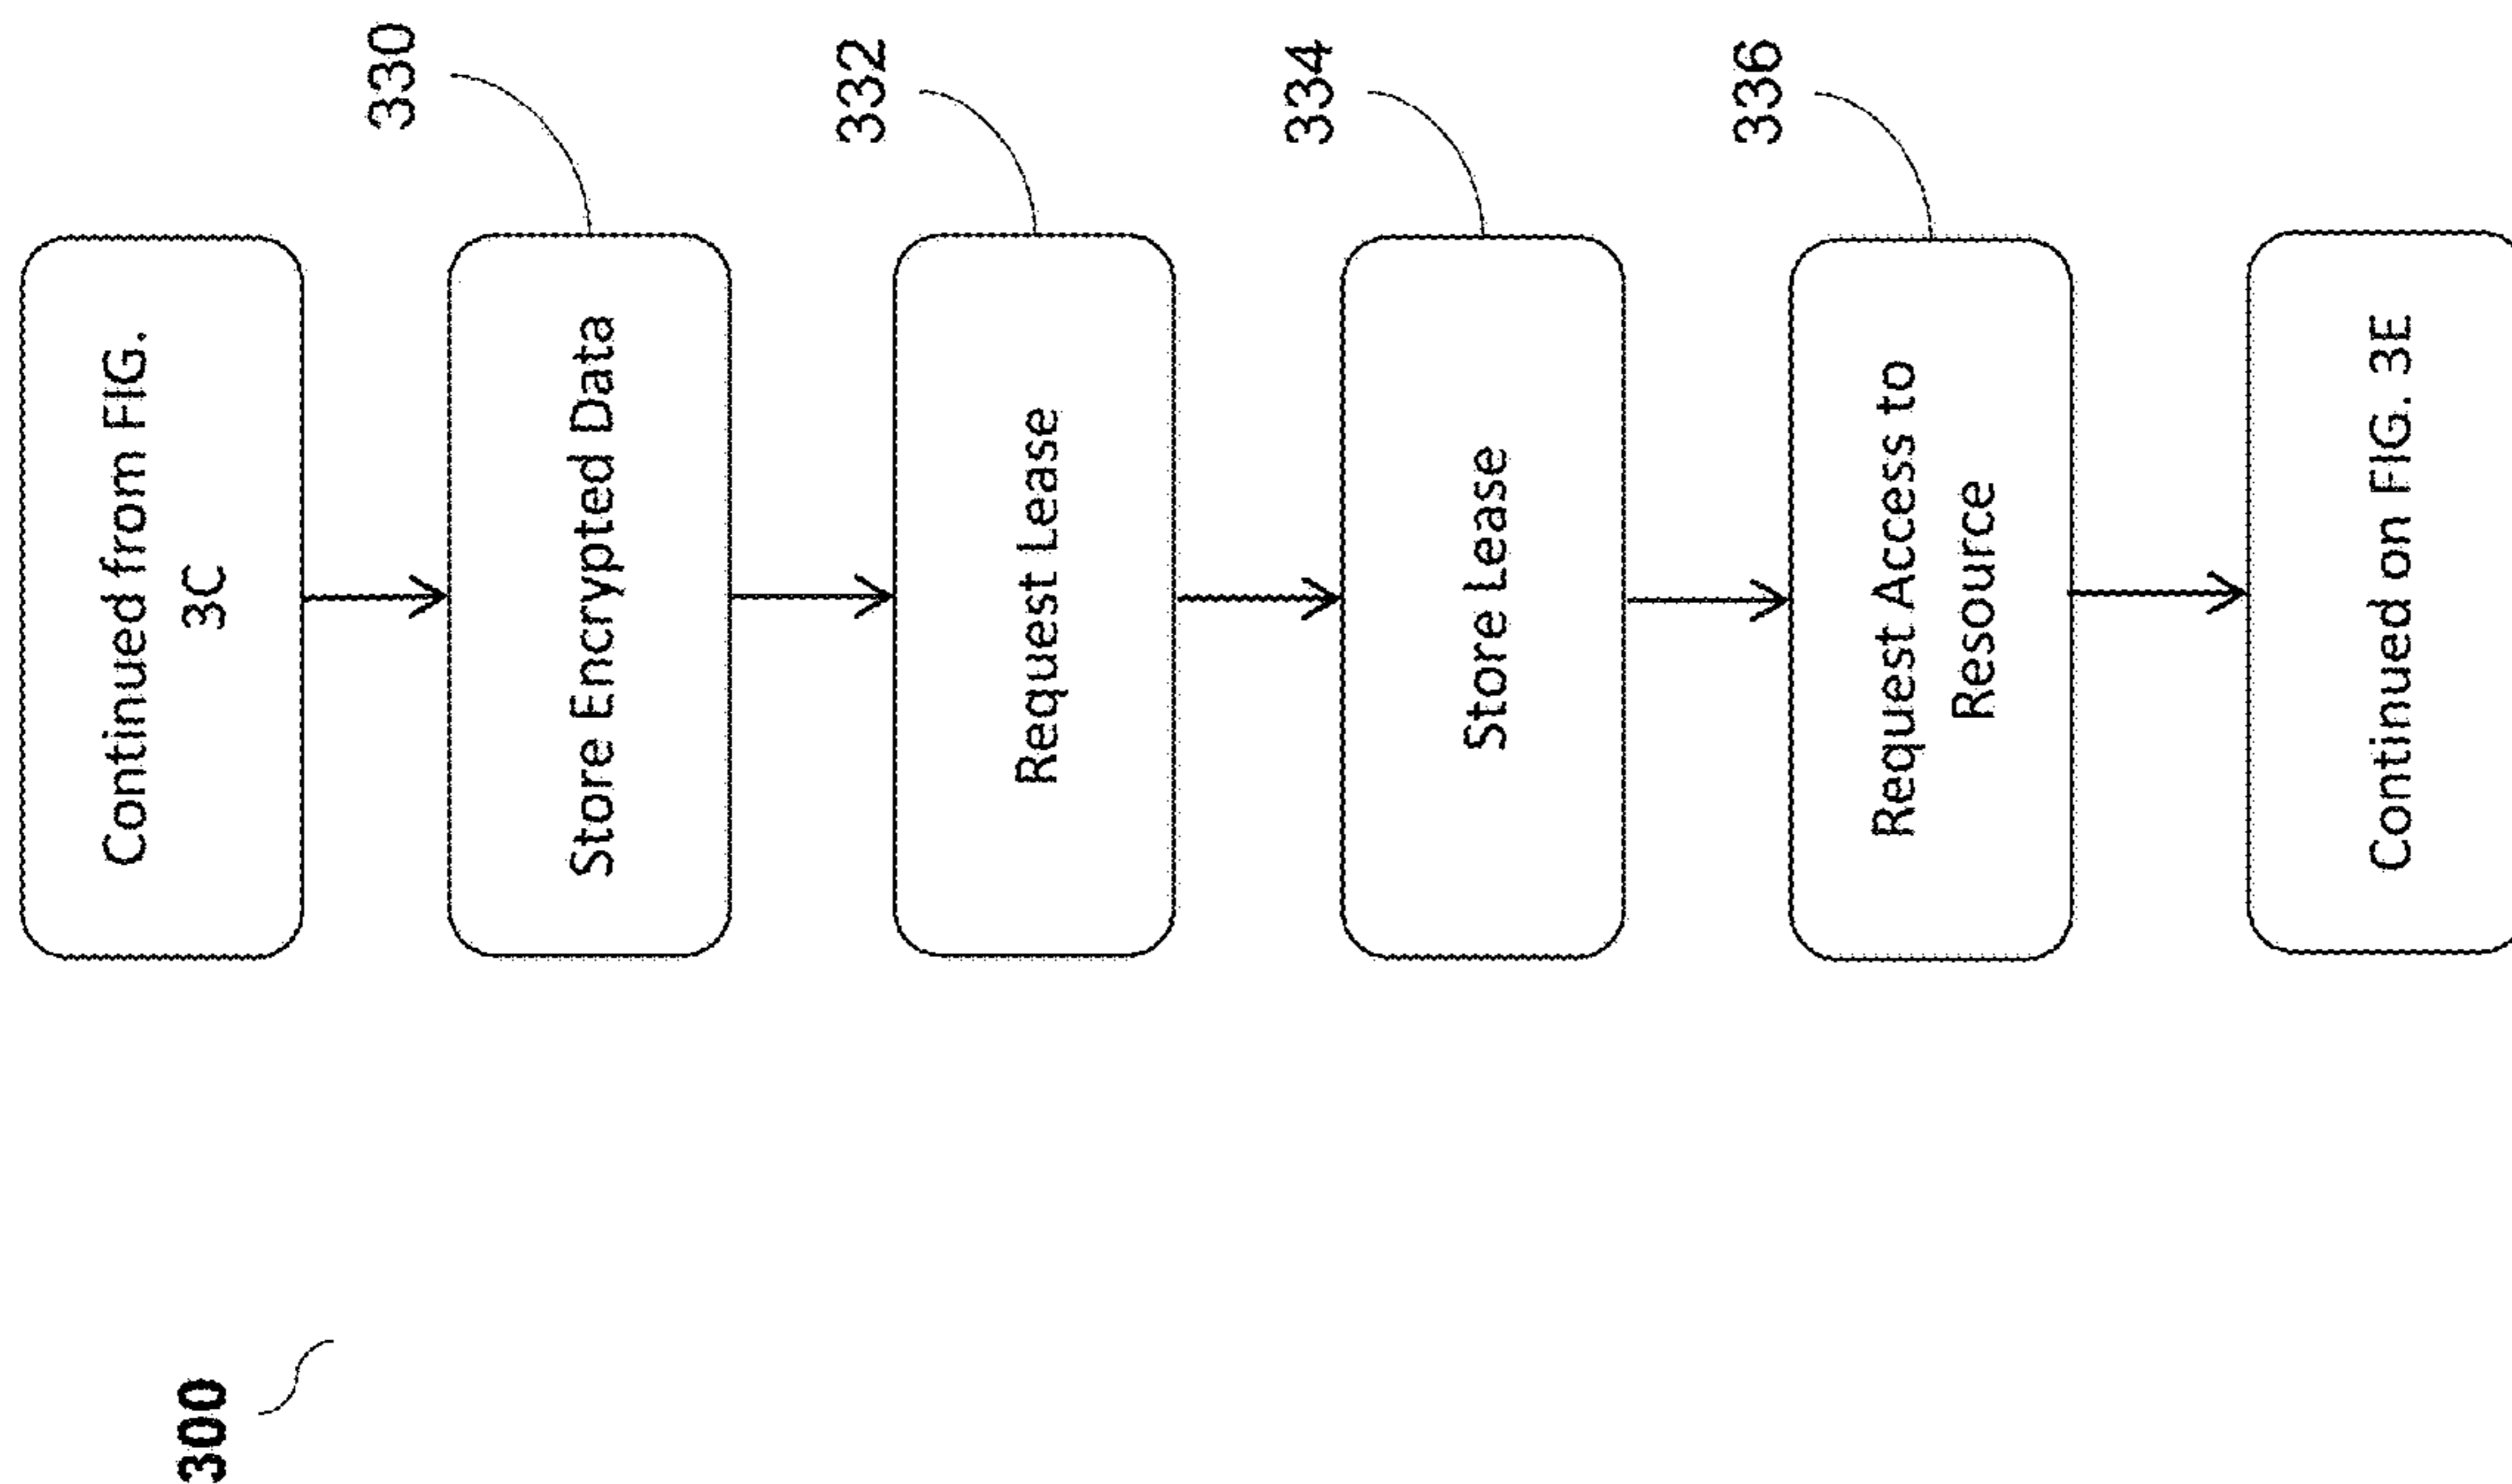 300
Continued from FIG.
3C
Store Encrypted Data
330
Request Lease
332
Store Lease
334
Request Access to
Resource
336
Continued on FIG. 3E